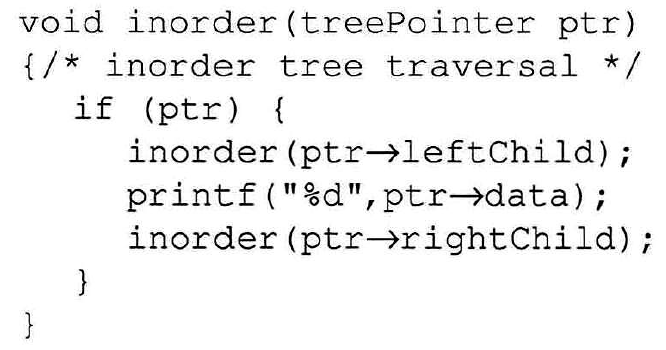 void inorder(treePointer ptr)
{/* inorder tree traversal */
if (ptr) {
inorder(ptr→leftChild);
printf("%d",ptr→data);
inorder(ptr→rightChild);
}
}